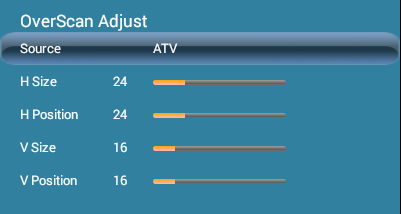 OverScan Adjust
Source ATV
H Size 24
H Position 24
V Size 16
V Position 16